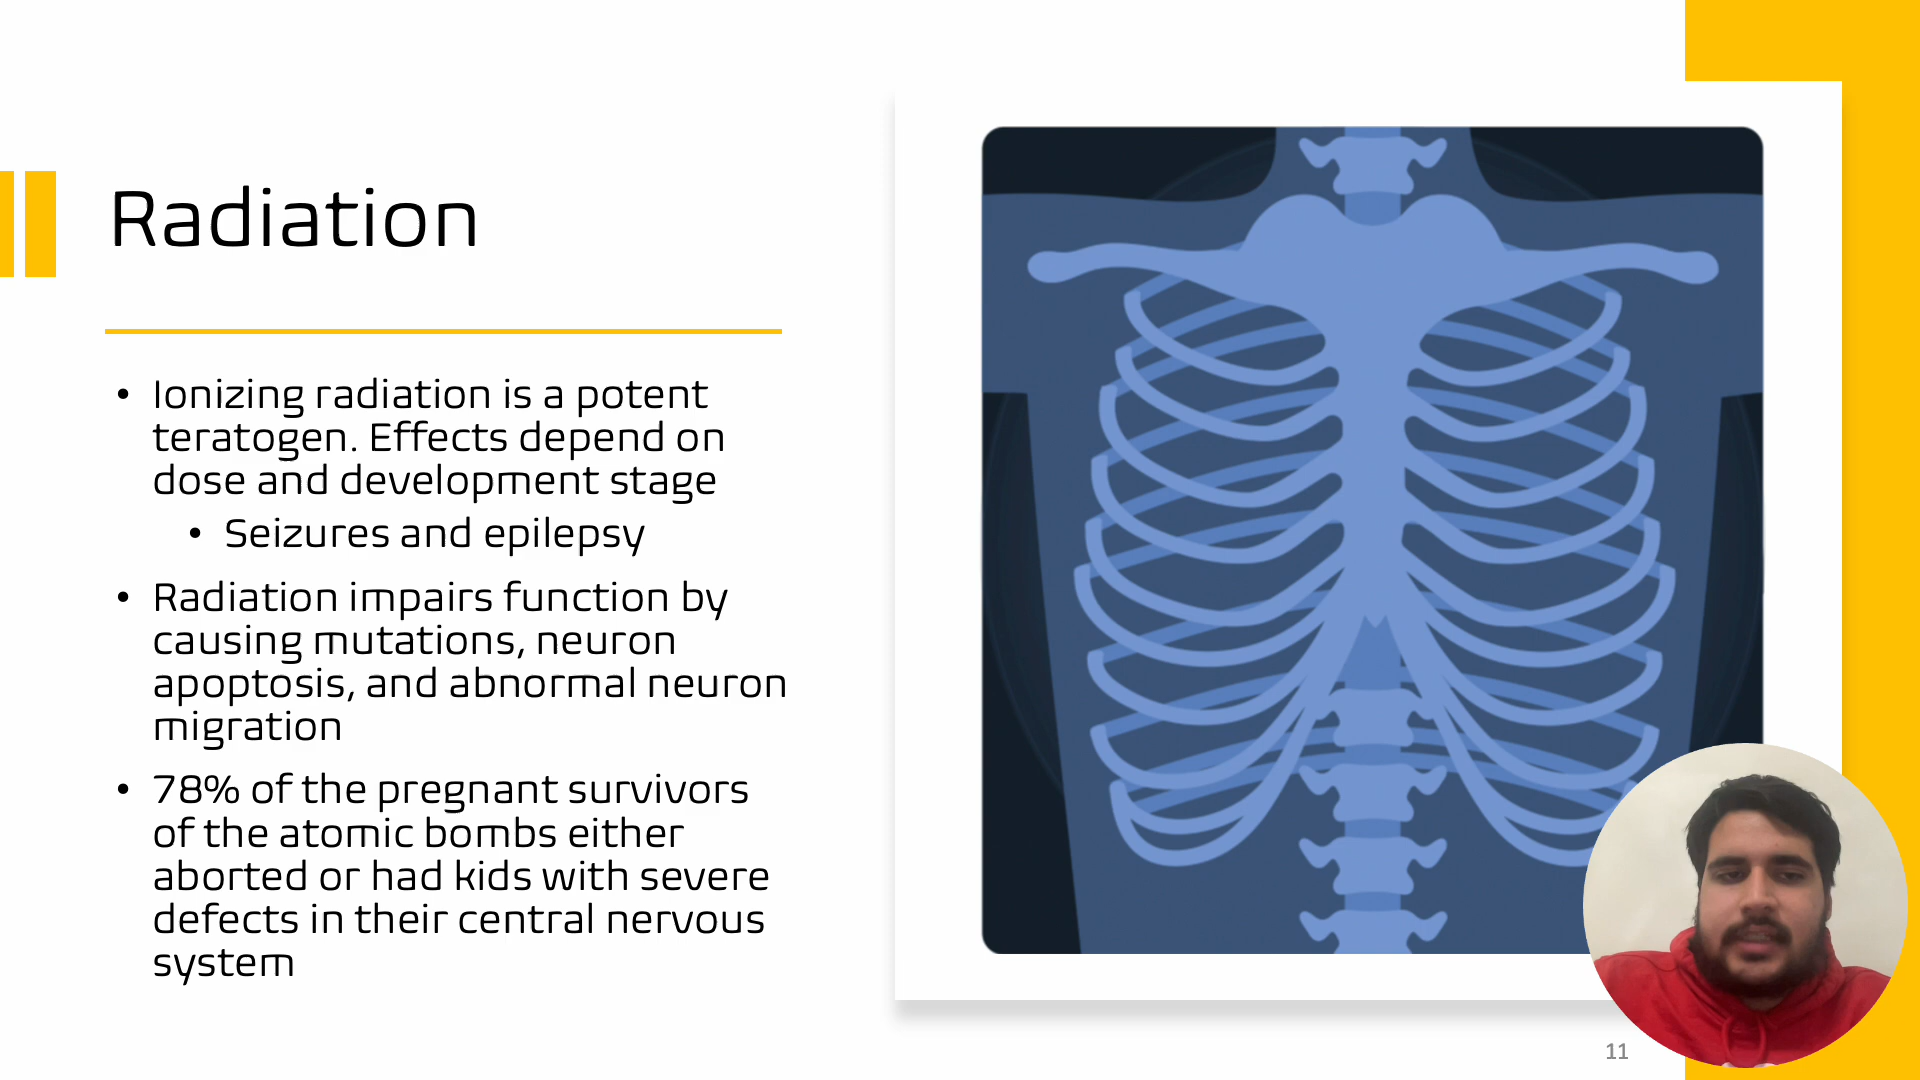 Radiation
• Ionizing radiation is a potent
teratogen. Effects depend on
dose and development stage
• Seizures and epilepsy
• Radiation impairs function by
causing mutations, neuron
apoptosis, and abnormal neuron
migration
• 78% of the pregnant survivors
of the atomic bombs either
aborted or had kids with severe
defects in their central nervous
system
11